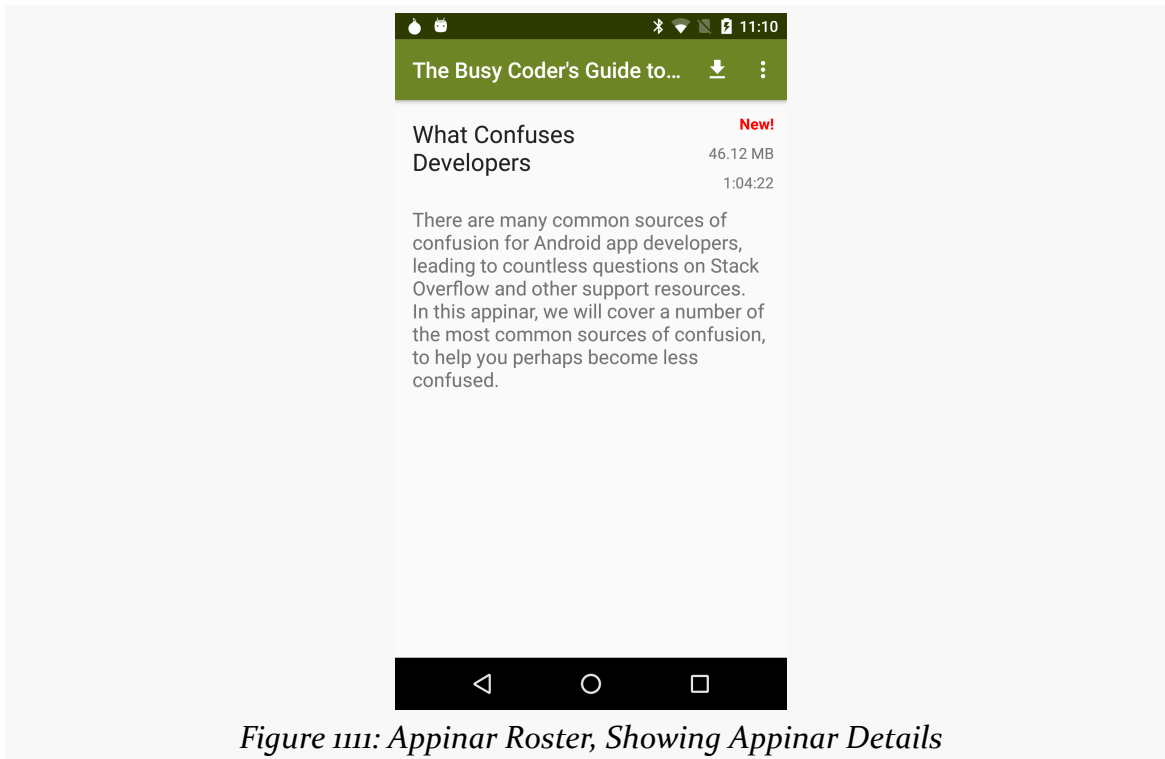 11:10
The Busy Coder's Guide to...
What Confuses
Developers
New!
46.12 MB
1:04:22
There are many common sources of
confusion for Android app developers,
leading to countless questions on Stack
Overflow and other support resources.
In this appinar, we will cover a number of
the most common sources of confusion,
to help you perhaps become less
confused.
Figure 1111: Appinar Roster, Showing Appinar Details